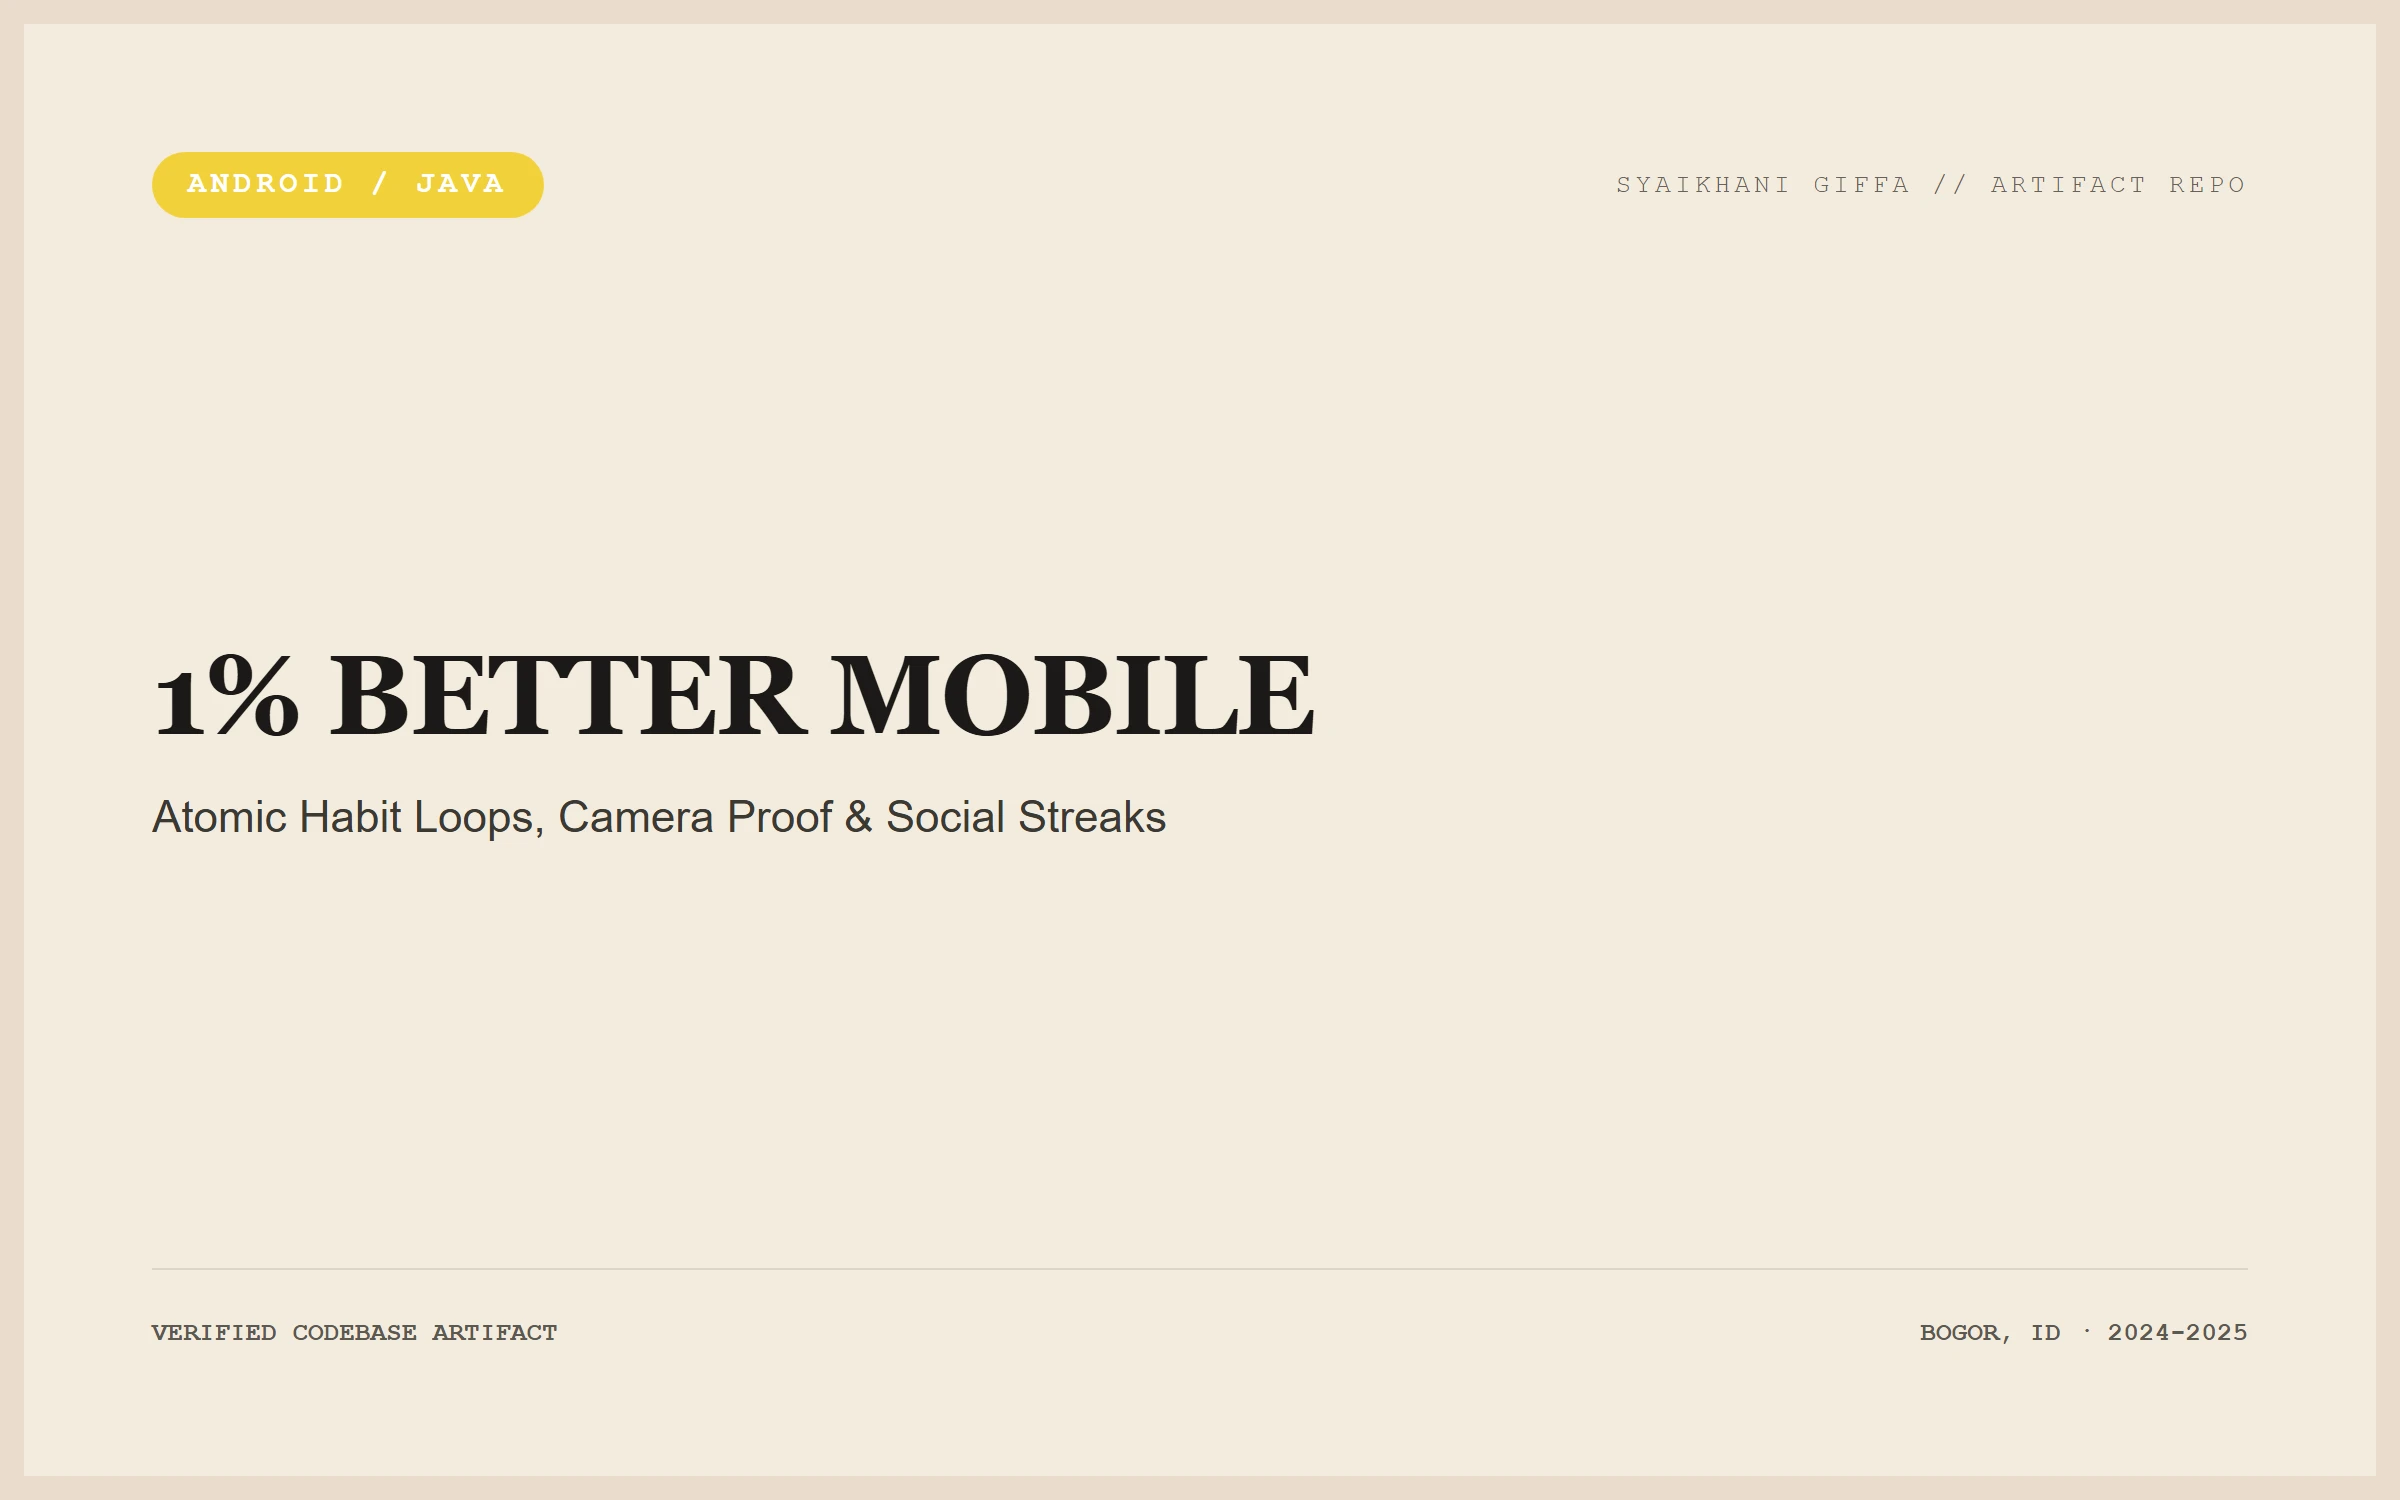 ANDROID / JAVA
SYAIKHANI GIFFA // ARTIFACT REPO
1% BETTER MOBILE
Atomic Habit Loops, Camera Proof & Social Streaks
VERIFIED CODEBASE ARTIFACT
BOGOR, ID · 2024–2025